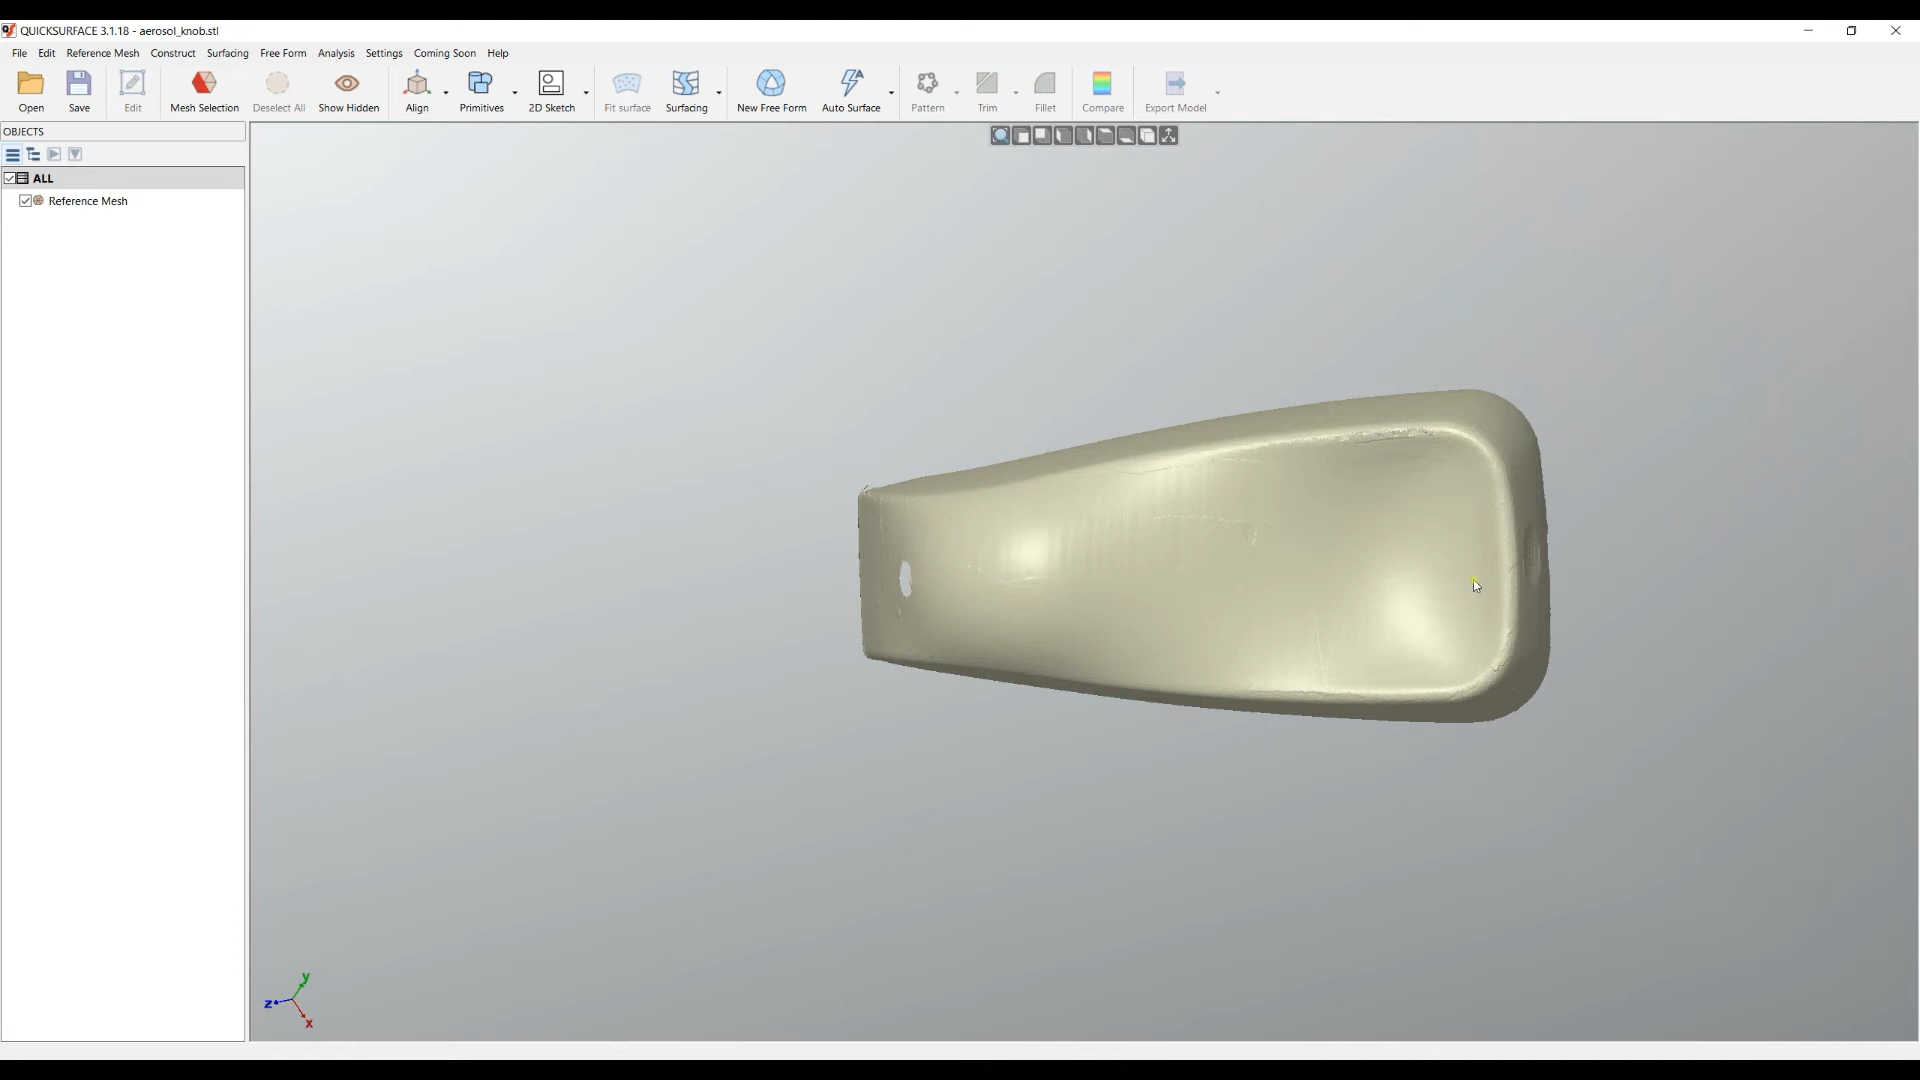 QUICKSURFACE 3.1.18 - aerosol_knob.stl
File Edit Reference Mesh Construct Surfacing Free Form Analysis Settings Coming Soon Help
Open Save Edit Mesh Selection Deselect All Show Hidden Align Primitives 2D Sketch Fit surface Surfacing New Free Form Auto Surface Pattern Trim Fillet Compare Export Model
OBJECTS
ALL
Reference Mesh
y
z
x